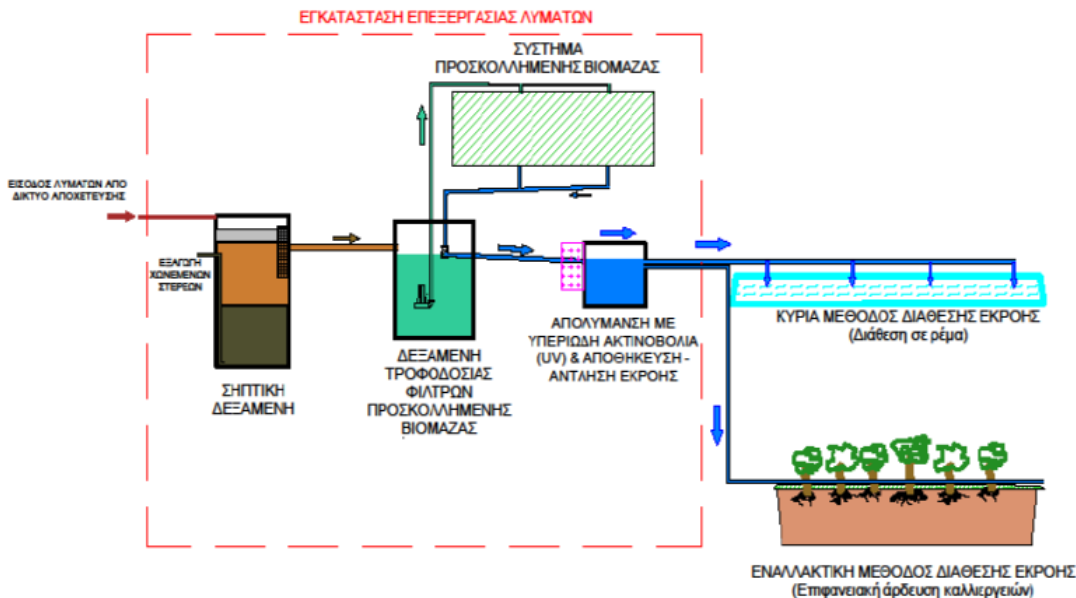 ΕΓΚΑΤΑΣΤΑΣΗ ΕΠΕΞΕΡΓΑΣΙΑΣ ΛΥΜΑΤΩΝ
ΣΥΣΤΗΜΑ
ΠΡΟΣΚΟΛΛΗΜΕΝΗΣ ΒΙΟΜΑΖΑΣ
ΕΙΣΟΔΟΣ ΛΥΜΑΤΩΝ ΑΠΟ
ΔΙΚΤΥΟ ΑΠΟΧΕΤΕΥΣΗΣ
ΕΞΑΓΩΓΗ
ΧΩΝΕΜΕΝΩΝ
ΣΤΕΡΕΩΝ
ΣΗΠΤΙΚΗ
ΔΕΞΑΜΕΝΗ
ΔΕΞΑΜΕΝΗ
ΤΡΟΦΟΔΟΣΙΑΣ
ΦΙΛΤΡΩΝ
ΠΡΟΣΚΟΛΛΗΜΕΝΗΣ
ΒΙΟΜΑΖΑΣ
ΑΠΟΛΥΜΑΝΣΗ ΜΕ
ΥΠΕΡΙΩΔΗ ΑΚΤΙΝΟΒΟΛΙΑ
(UV) & ΑΠΟΘΗΚΕΥΣΗ -
ΑΝΤΛΗΣΗ ΕΚΡΟΗΣ
ΚΥΡΙΑ ΜΕΘΟΔΟΣ ΔΙΑΘΕΣΗΣ ΕΚΡΟΗΣ
(Διάθεση σε ρέμα)
ΕΝΑΛΛΑΚΤΙΚΗ ΜΕΘΟΔΟΣ ΔΙΑΘΕΣΗΣ ΕΚΡΟΗΣ
(Επιφανειακή άρδευση καλλιεργειών)